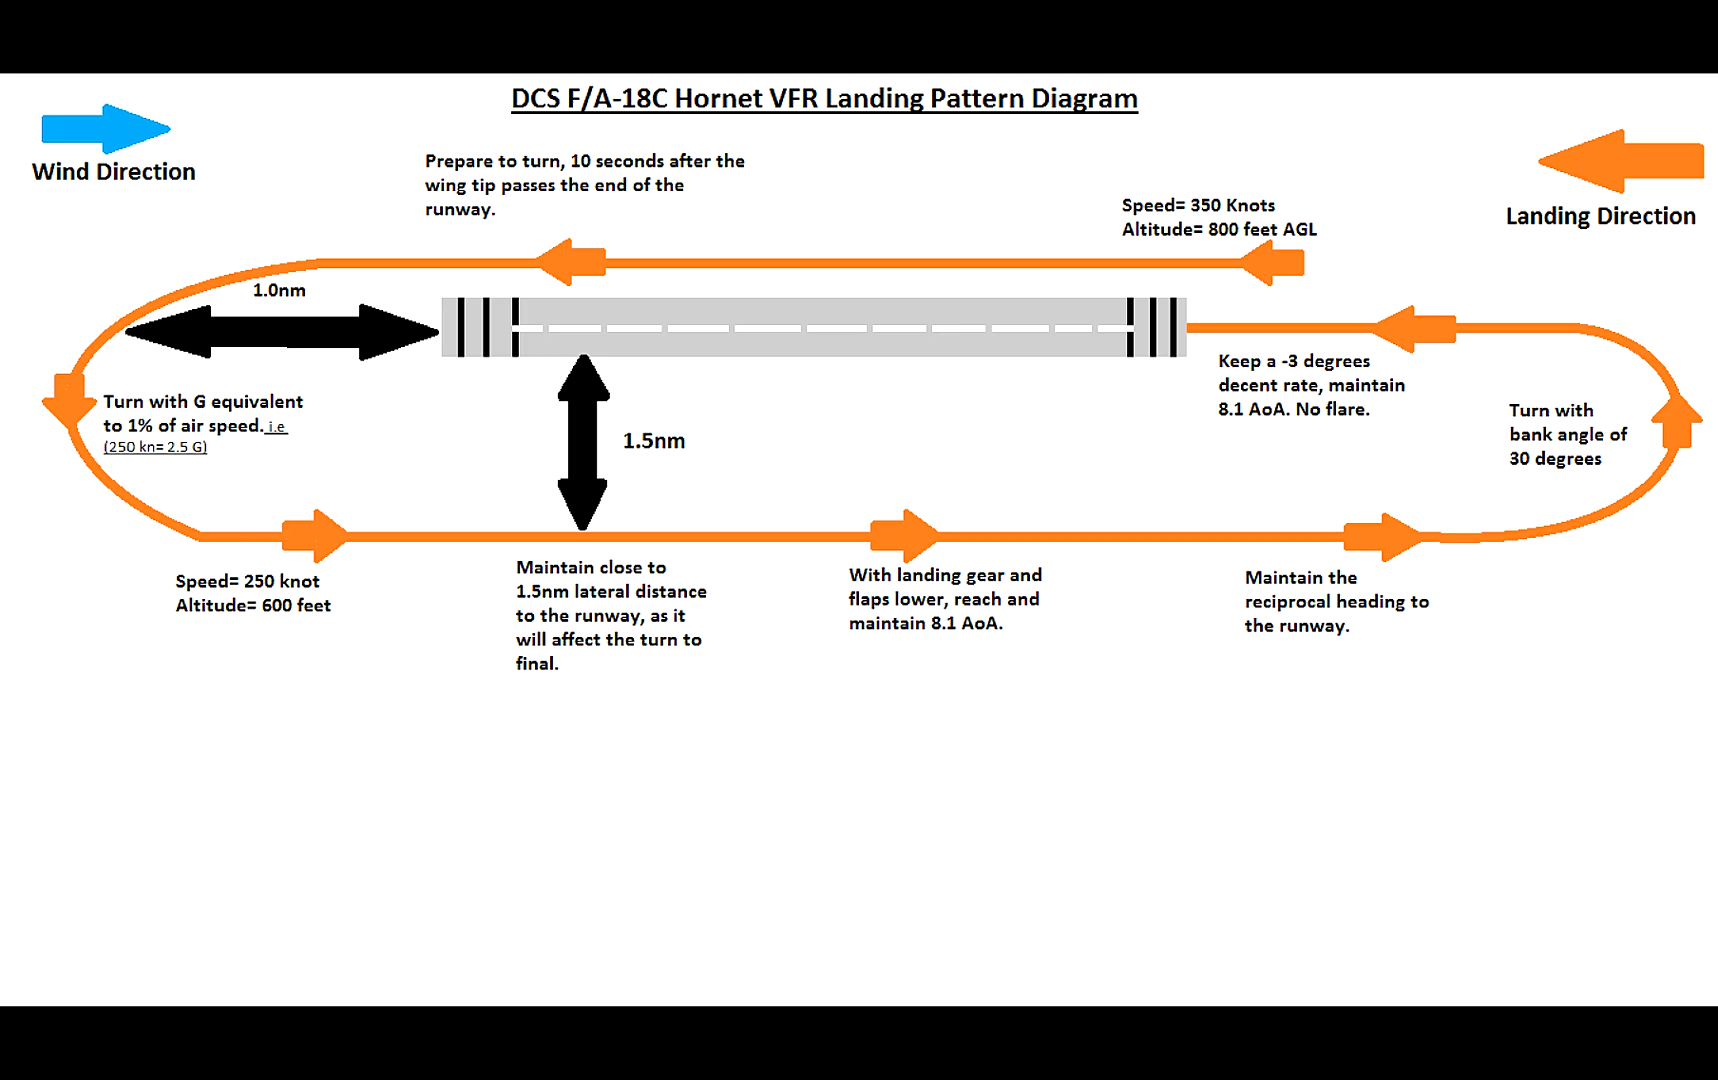 DCS F/A-18C Hornet VFR Landing Pattern Diagram
Wind Direction
Landing Direction
Prepare to turn, 10 seconds after the
wing tip passes the end of the
runway.
Speed= 350 Knots
Altitude= 800 feet AGL
1.0nm
Turn with G equivalent
to 1% of air speed. i.e
(250 kn= 2.5 G)
1.5nm
Keep a -3 degrees
decent rate, maintain
8.1 AoA. No flare.
Turn with
bank angle of
30 degrees
Speed= 250 knot
Altitude= 600 feet
Maintain close to
1.5nm lateral distance
to the runway, as it
will affect the turn to
final.
With landing gear and
flaps lower, reach and
maintain 8.1 AoA.
Maintain the
reciprocal heading to
the runway.